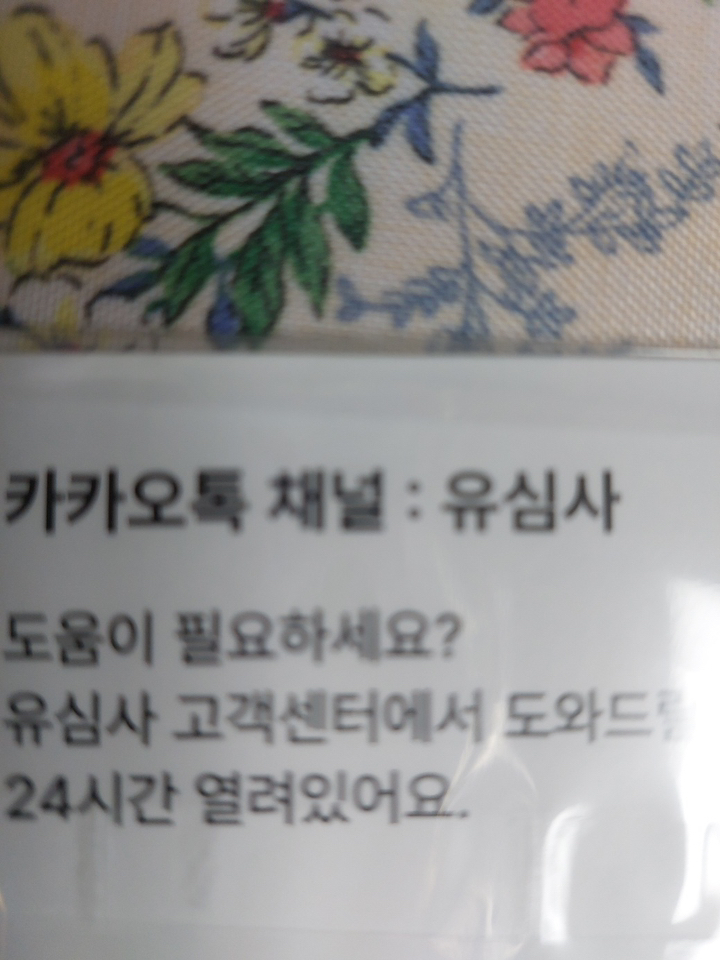 카카오톡 채널 : 유심사
도움이 필요하세요?
유심사 고객센터에서
24시간 열려있어요.